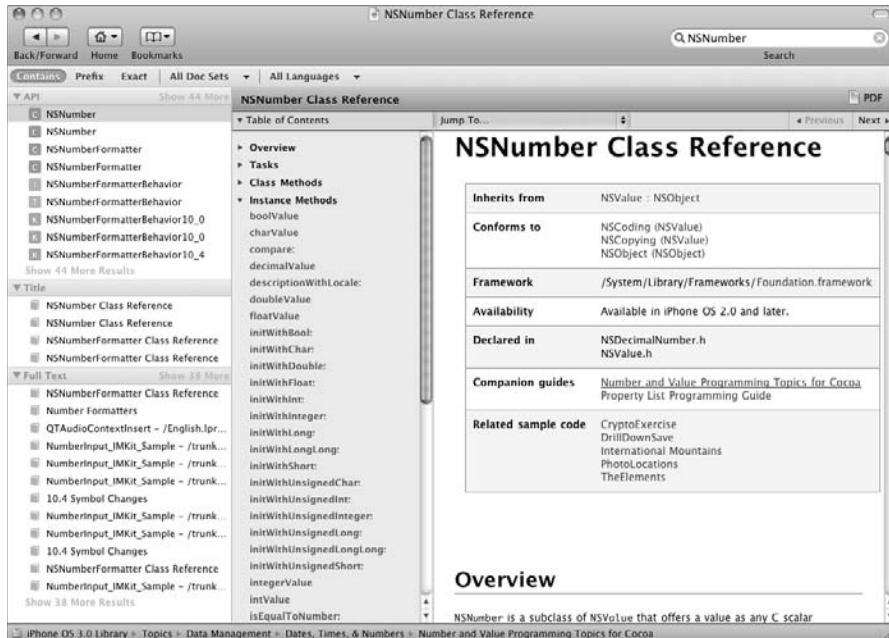 NSNumber Class Reference
NSNumber
Back/Forward Home Bookmarks
Search
Contains Prefix Exact All Doc Sets All Languages
API Show 44 More
C NSNumber
C NSNumber
C NSNumberFormatter
C NSNumberFormatter
NSNumberFormatterBehavior
T NSNumberFormatterBehavior
K NSNumberFormatterBehavior10_0
K NSNumberFormatterBehavior10_0
K NSNumberFormatterBehavior10_4
Show 44 More Results
Title
NSNumber Class Reference
NSNumber Class Reference
NSNumberFormatter Class Reference
NSNumberFormatter Class Reference
Full Text Show 38 More
NSNumberFormatter Class Reference
Number Formatters
QTAudioContextInsert – /English.lpr...
NumberInput_IMKit_Sample – /trunk...
NumberInput_IMKit_Sample – /trunk...
NumberInput_IMKit_Sample – /trunk...
10.4 Symbol Changes
NumberInput_IMKit_Sample – /trunk...
NumberInput_IMKit_Sample – /trunk...
10.4 Symbol Changes
NSNumberFormatter Class Reference
NumberInput_IMKit_Sample – /trunk...
Show 38 More Results
NSNumber Class Reference
PDF
Table of Contents
Jump To...
Previous Next
Overview
Tasks
Class Methods
Instance Methods
boolValue
charValue
compare:
decimalValue
descriptionWithLocale:
doubleValue
floatValue
initWithBool:
initWithChar:
initWithDouble:
initWithFloat:
initWithInt:
initWithInteger:
initWithLong:
initWithLongLong:
initWithShort:
initWithUnsignedChar:
initWithUnsignedInt:
initWithUnsignedInteger:
initWithUnsignedLong:
initWithUnsignedLongLong:
initWithUnsignedShort:
integerValue
intValue
isEqualToNumber:
NSNumber Class Reference
Inherits from NSValue : NSObject
Conforms to NSCoding (NSValue)
NSCopying (NSValue)
NSObject (NSObject)
Framework /System/Library/Frameworks/Foundation.framework
Availability Available in iPhone OS 2.0 and later.
Declared in NSDecimalNumber.h
NSValue.h
Companion guides Number and Value Programming Topics for Cocoa
Property List Programming Guide
Related sample code CryptoExercise
DrillDownSave
International Mountains
PhotoLocations
TheElements
Overview
NSNumber is a subclass of NSValue that offers a value as any C scalar
iPhone OS 3.0 Library Topics Data Management Dates, Times, & Numbers Number and Value Programming Topics for Cocoa